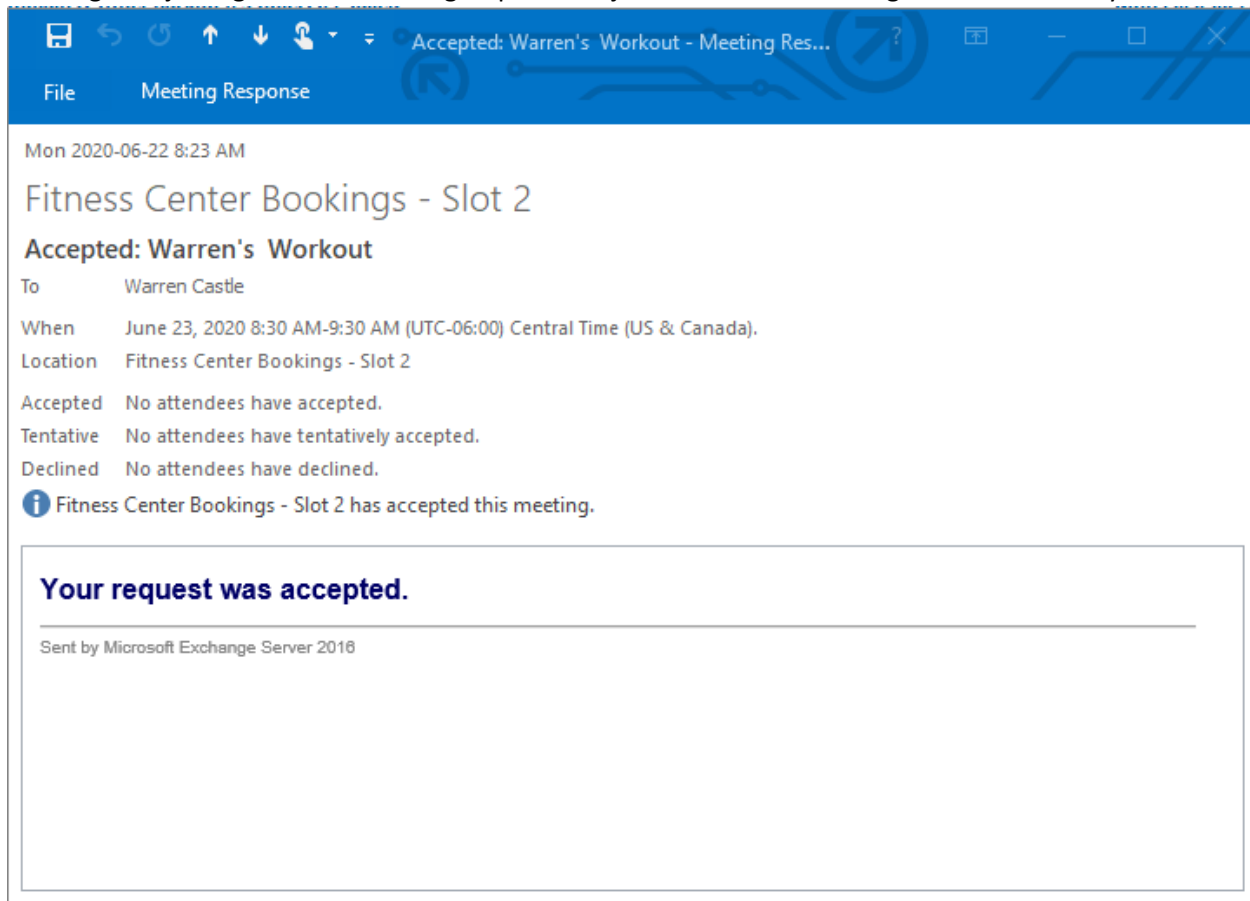 Accepted: Warren's  Workout - Meeting Res...
?
File
Meeting Response
Mon 2020-06-22 8:23 AM
Fitness Center Bookings - Slot 2
Accepted: Warren's  Workout
To Warren Castle
When June 23, 2020 8:30 AM-9:30 AM (UTC-06:00) Central Time (US & Canada).
Location Fitness Center Bookings - Slot 2
Accepted No attendees have accepted.
Tentative No attendees have tentatively accepted.
Declined No attendees have declined.
Fitness Center Bookings - Slot 2 has accepted this meeting.
Your request was accepted.
Sent by Microsoft Exchange Server 2016